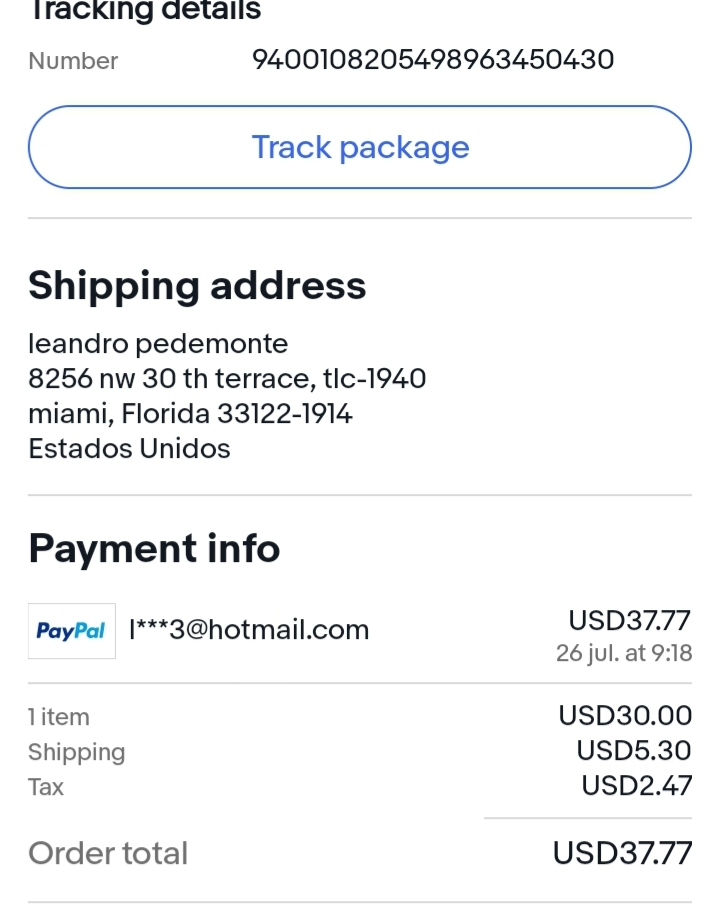 Tracking details
Number 9400108205498963450430
Track package
Shipping address
leandro pedemonte
8256 nw 30 th terrace, tlc-1940
miami, Florida 33122-1914
Estados Unidos
Payment info
PayPal l***3@hotmail.com USD37.77
26 jul. at 9:18
1 item USD30.00
Shipping USD5.30
Tax USD2.47
Order total USD37.77